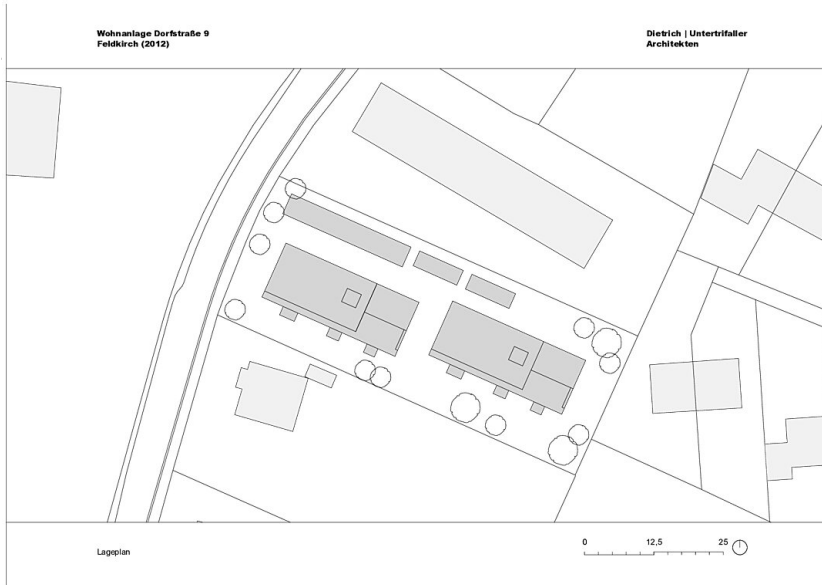 Wohnanlage Dorfstraße 9
Feldkirch (2012)
Dietrich | Untertrifaller
Architekten
Lageplan
0 12,5 25